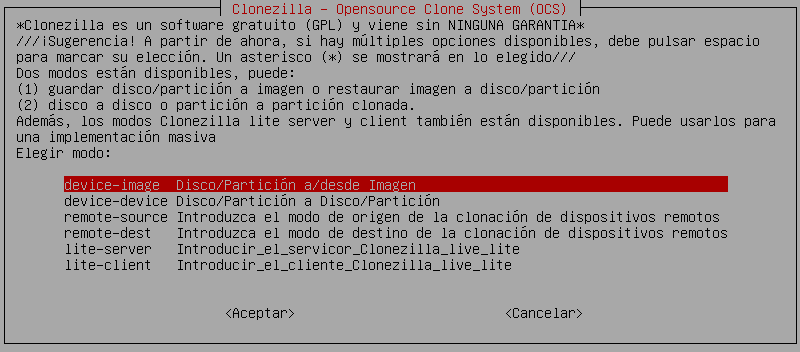 Clonezilla - Opensource Clone System (OCS)
*Clonezilla es un software gratuito (GPL) y viene sin NINGUNA GARANTIA*
///¡Sugerencia! A partir de ahora, si hay múltiples opciones disponibles, debe pulsar espacio
para marcar su elección. Un asterisco (*) se mostrará en lo elegido///
Dos modos están disponibles, puede:
(1) guardar disco/partición a imagen o restaurar imagen a disco/partición
(2) disco a disco o partición a partición clonada.
Además, los modos Clonezilla lite server y client también están disponibles. Puede usarlos para
una implementación masiva
Elegir modo:
device-image Disco/Partición a/desde Imagen
device-device Disco/Partición a Disco/Partición
remote-source Introduzca el modo de origen de la clonación de dispositivos remotos
remote-dest Introduzca el modo de destino de la clonación de dispositivos remotos
lite-server Introducir_el_servicor_Clonezilla_live_lite
lite-client Introducir_el_cliente_Clonezilla_live_lite
<Aceptar> <Cancelar>